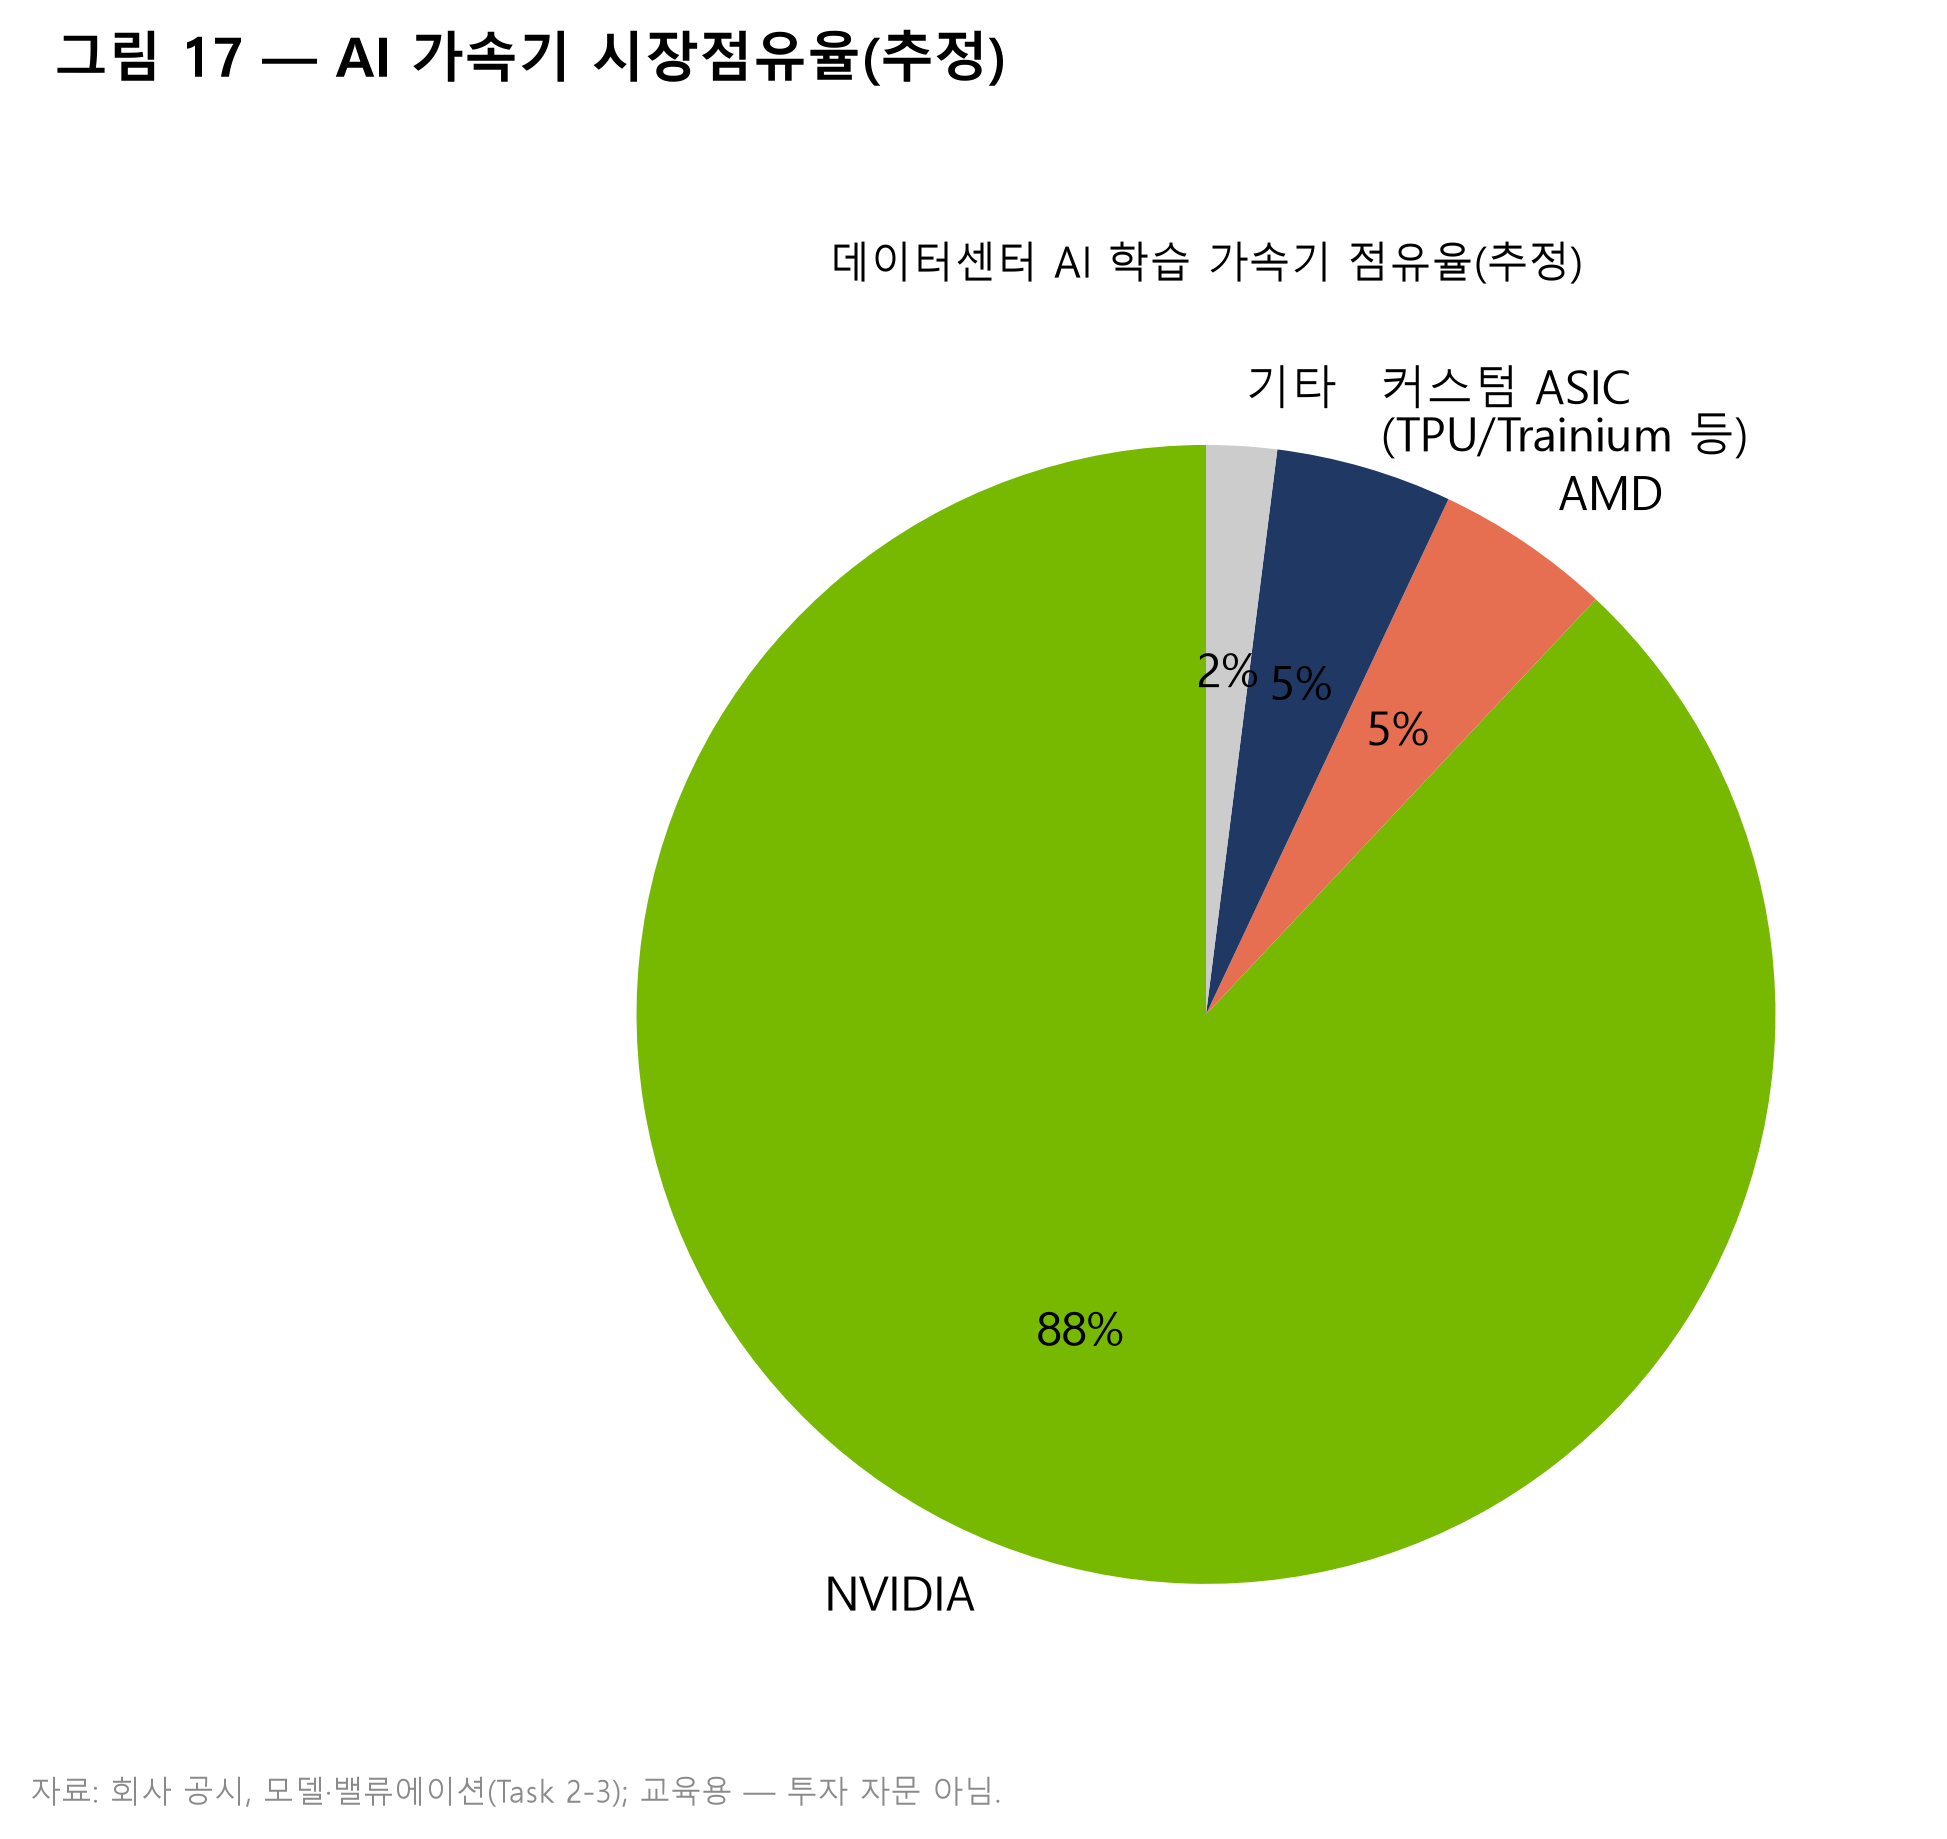 그림 17 — AI 가속기 시장점유율(추정)
데이터센터 AI 학습 가속기 점유율(추정)
기타
커스텀 ASIC
(TPU/Trainium 등)
AMD
2%
5%
5%
88%
NVIDIA
자료: 회사 공시, 모델·밸류에이션(Task 2-3); 교육용 — 투자 자문 아님.